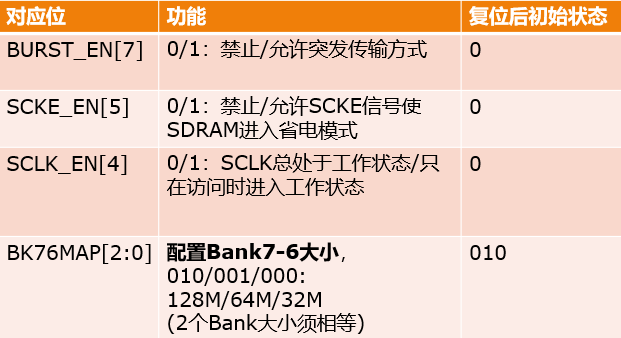 对应位 功能 复位后初始状态
BURST_EN[7] 0/1：禁止/允许突发传输方式 0
SCKE_EN[5] 0/1：禁止/允许SCKE信号使 0
SDRAM进入省电模式
SCLK_EN[4] 0/1：SCLK总处于工作状态/只 0
在访问时进入工作状态
BK76MAP[2:0] 配置Bank7-6大小， 010
010/001/000:
128M/64M/32M
(2个Bank大小须相等)